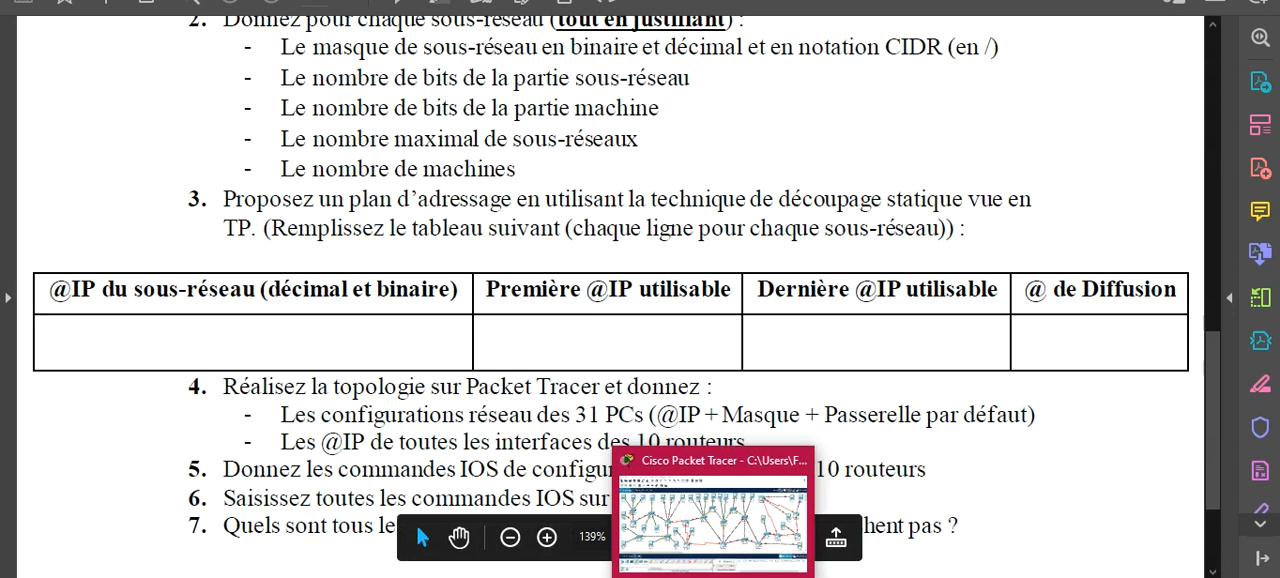 2. Donnez pour chaque sous-réseau (tout en justifiant) :
- Le masque de sous-réseau en binaire et décimal et en notation CIDR (en /)
- Le nombre de bits de la partie sous-réseau
- Le nombre de bits de la partie machine
- Le nombre maximal de sous-réseaux
- Le nombre de machines
3. Proposez un plan d’adressage en utilisant la technique de découpage statique vue en
TP. (Remplissez le tableau suivant (chaque ligne pour chaque sous-réseau)) :
@IP du sous-réseau (décimal et binaire) Première @IP utilisable Dernière @IP utilisable @ de Diffusion
4. Réalisez la topologie sur Packet Tracer et donnez :
- Les configurations réseau des 31 PCs (@IP + Masque + Passerelle par défaut)
- Les @IP de toutes les interfaces des 10 routeurs
Cisco Packet Tracer - C:\Users\F...
5. Donnez les commandes IOS de configu 10 routeurs
6. Saisissez toutes les commandes IOS sur
7. Quels sont tous le hent pas ?
139%